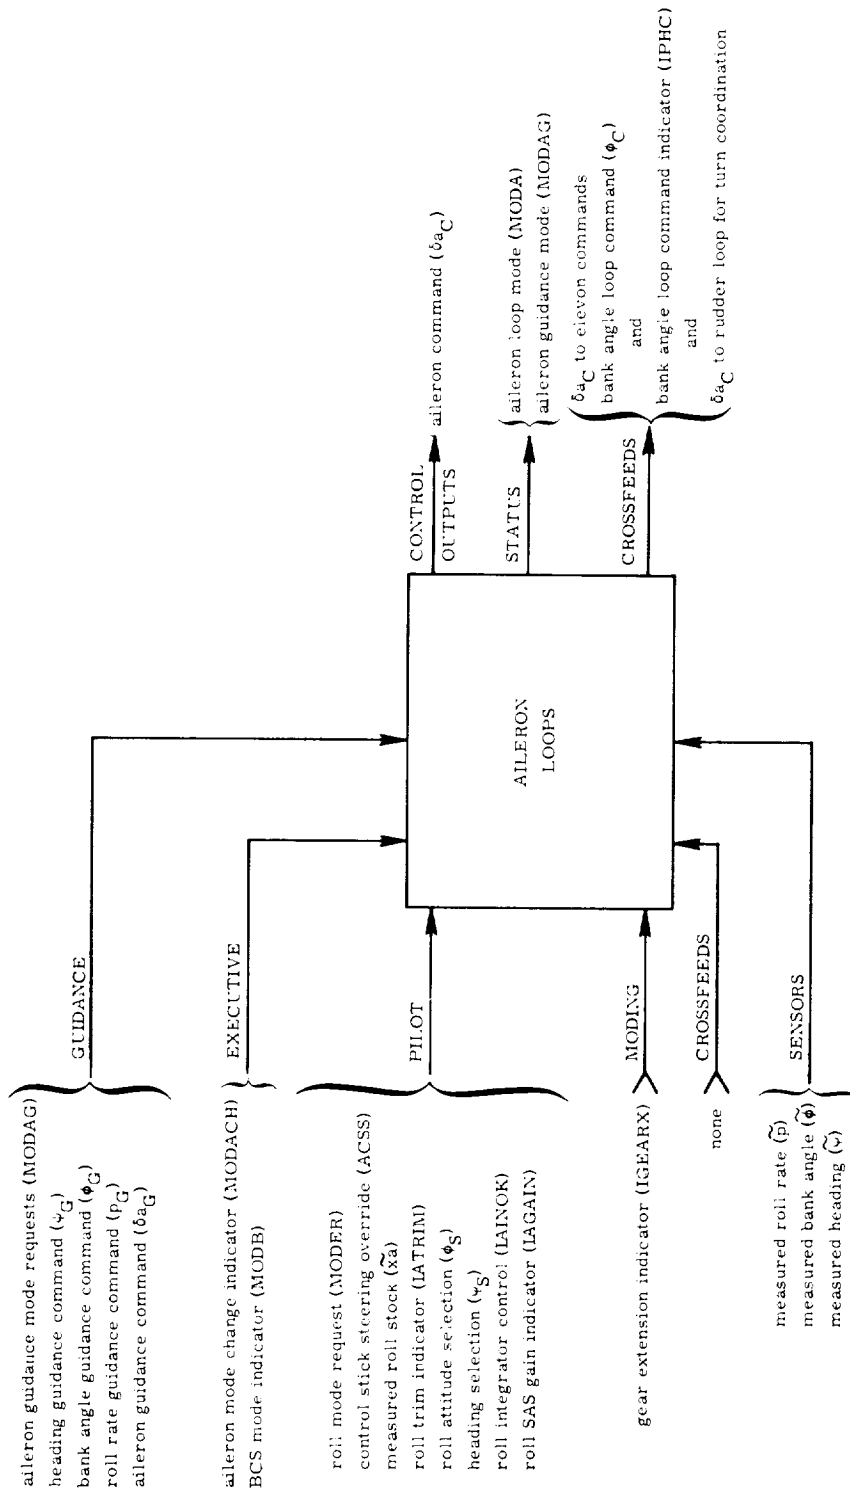 aileron guidance mode requests (MODAG)
heading guidance command (ψG)
bank angle guidance command (φG)
roll rate guidance command (pG)
aileron guidance command (δaG)
GUIDANCE
aileron mode change indicator (MODACH)
BCS mode indicator (MODB)
EXECUTIVE
roll mode request (MODER)
control stick steering override (ACSS)
measured roll stock (x̃a)
roll trim indicator (IATRIM)
roll attitude selection (φS)
heading selection (ψS)
roll integrator control (LAINOK)
roll SAS gain indicator (IAGAIN)
PILOT
gear extension indicator (IGEARX)
MODING
none
CROSSFEEDS
measured roll rate (p̃)
measured bank angle (φ̃)
measured heading (ψ̃)
SENSORS
AILERON
LOOPS
CONTROL
OUTPUTS
aileron command (δaC)
STATUS
aileron loop mode (MODA)
aileron guidance mode (MODAG)
CROSSFEEDS
δaC to elevon commands
bank angle loop command (φC)
and
bank angle loop command indicator (IPHC)
and
δaC to rudder loop for turn coordination